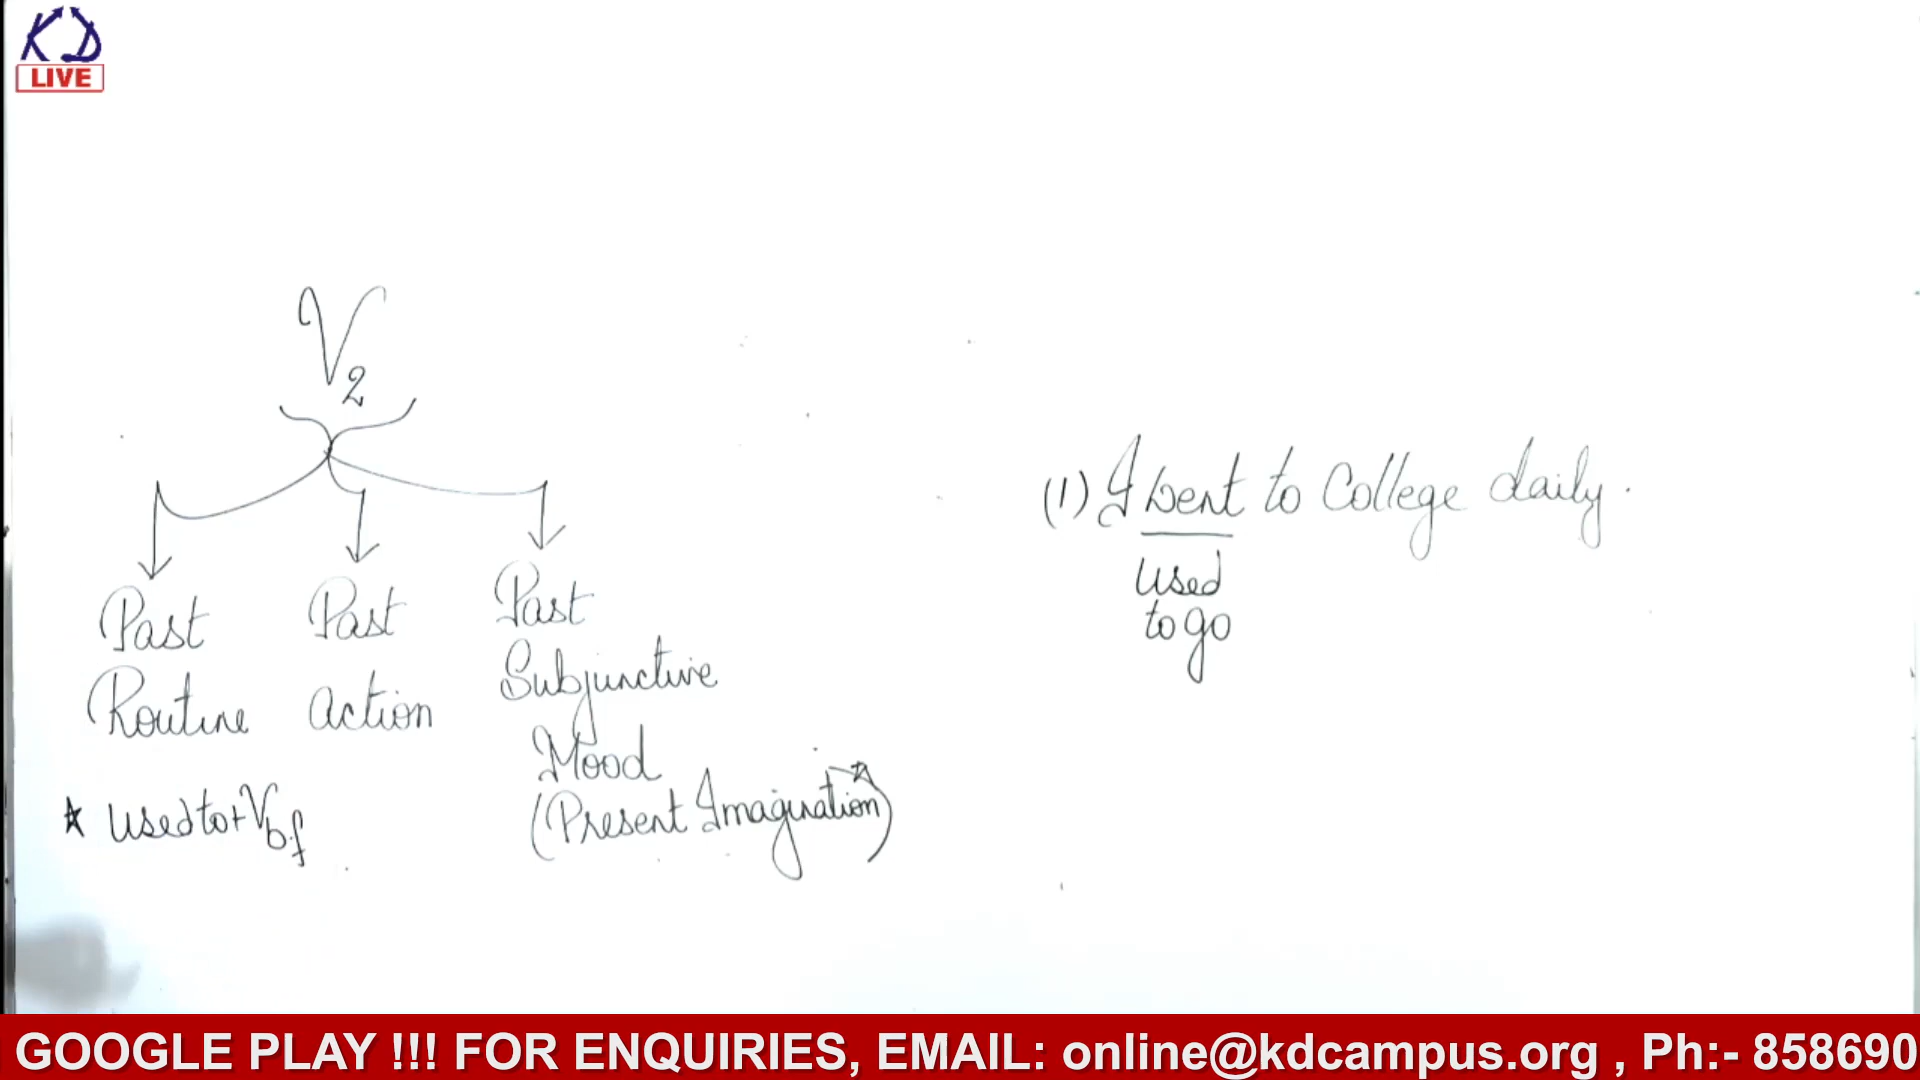 KD
LIVE
V2
Past Routine
Past action
Past Subjunctive Mood
(Present Imagination)
* used to + Vb.f
(1) I went to College daily.
used
to go
GOOGLE PLAY !!! FOR ENQUIRIES, EMAIL: online@kdcampus.org , Ph:- 858690